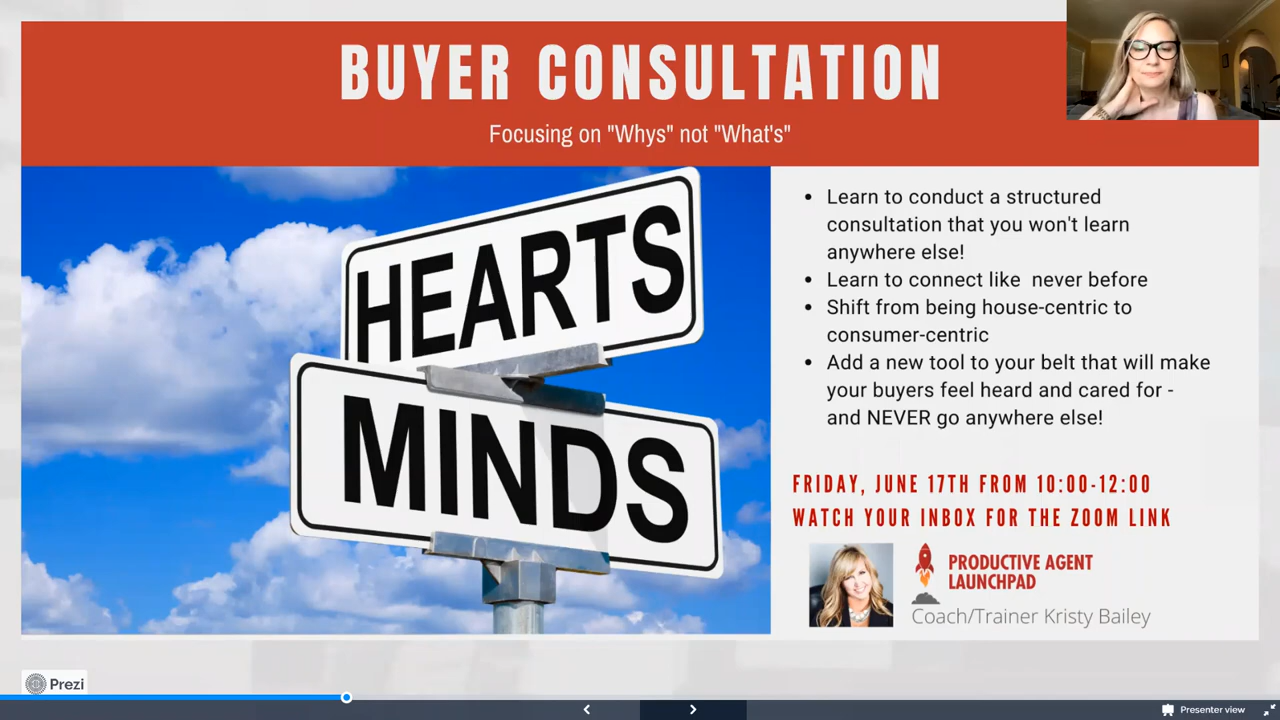 BUYER CONSULTATION
Focusing on "Whys" not "What's"
HEARTS
MINDS
• Learn to conduct a structured
consultation that you won't learn
anywhere else!
• Learn to connect like never before
• Shift from being house-centric to
consumer-centric
• Add a new tool to your belt that will make
your buyers feel heard and cared for -
and NEVER go anywhere else!
FRIDAY, JUNE 17TH FROM 10:00-12:00
WATCH YOUR INBOX FOR THE ZOOM LINK
PRODUCTIVE AGENT
LAUNCHPAD
Coach/Trainer Kristy Bailey
Prezi
Presenter view